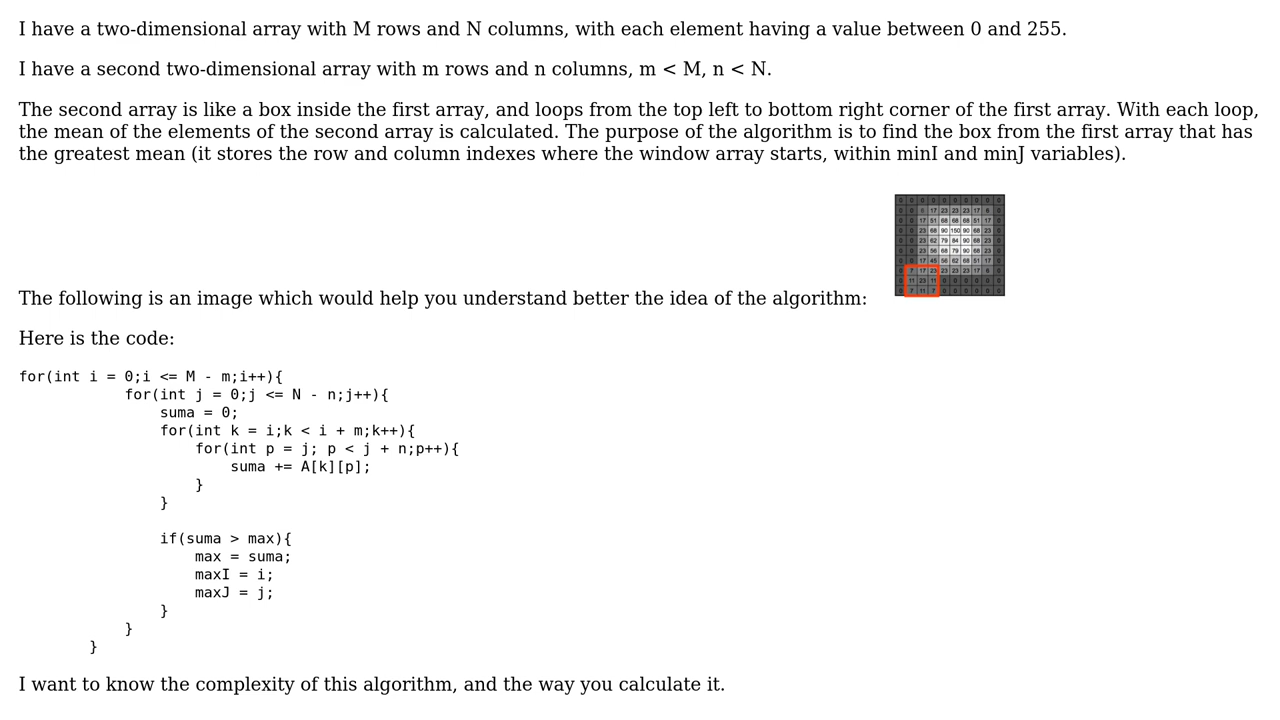 I have a two-dimensional array with M rows and N columns, with each element having a value between 0 and 255.
I have a second two-dimensional array with m rows and n columns, m < M, n < N.
The second array is like a box inside the first array, and loops from the top left to bottom right corner of the first array. With each loop,
the mean of the elements of the second array is calculated. The purpose of the algorithm is to find the box from the first array that has
the greatest mean (it stores the row and column indexes where the window array starts, within minI and minJ variables).
The following is an image which would help you understand better the idea of the algorithm:
Here is the code:
for(int i = 0;i <= M - m;i++){
            for(int j = 0;j <= N - n;j++){
                suma = 0;
                for(int k = i;k < i + m;k++){
                    for(int p = j; p < j + n;p++){
                        suma += A[k][p];
                    }
                }
                if(suma > max){
                    max = suma;
                    maxI = i;
                    maxJ = j;
                }
            }
        }
I want to know the complexity of this algorithm, and the way you calculate it.